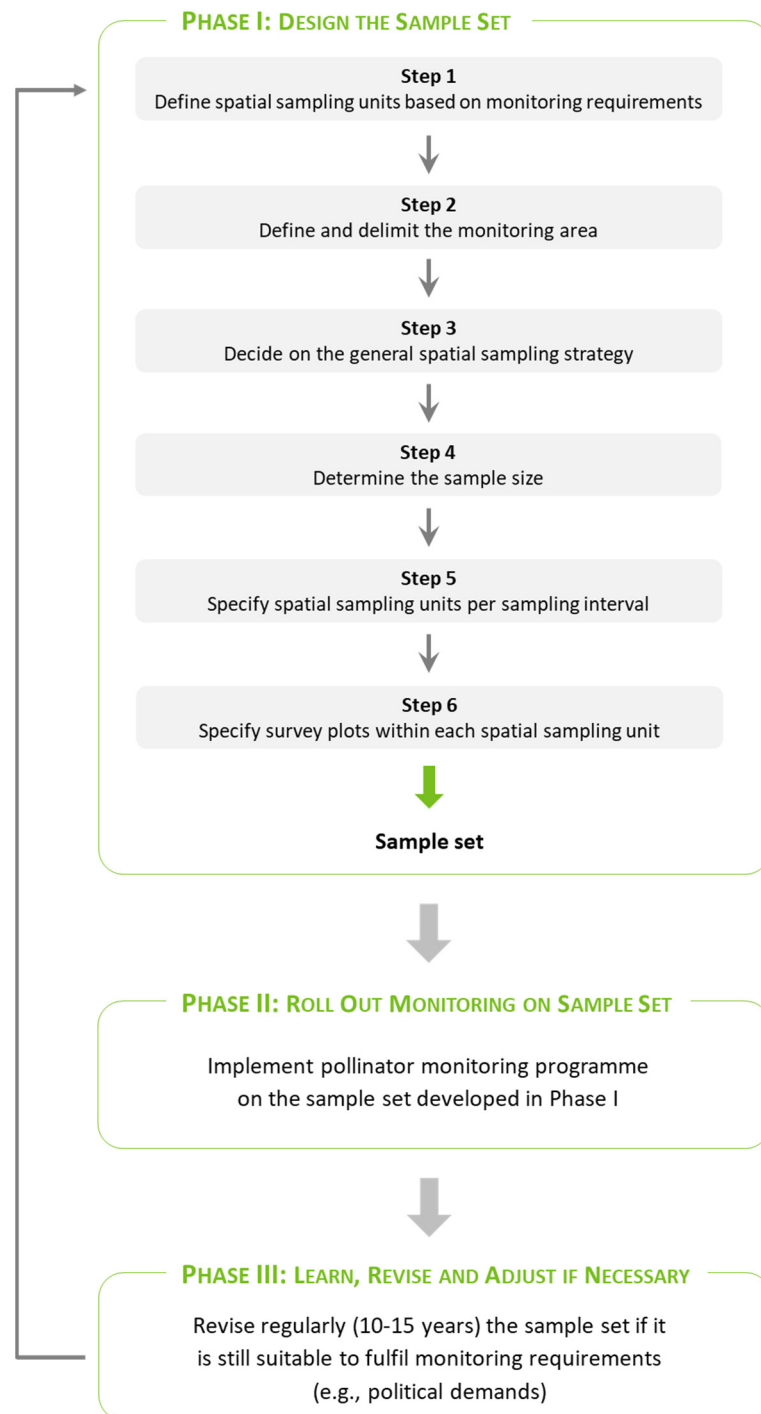 PHASE I: DESIGN THE SAMPLE SET
Step 1
Define spatial sampling units based on monitoring requirements
Step 2
Define and delimit the monitoring area
Step 3
Decide on the general spatial sampling strategy
Step 4
Determine the sample size
Step 5
Specify spatial sampling units per sampling interval
Step 6
Specify survey plots within each spatial sampling unit
Sample set
PHASE II: ROLL OUT MONITORING ON SAMPLE SET
Implement pollinator monitoring programme
on the sample set developed in Phase I
PHASE III: LEARN, REVISE AND ADJUST IF NECESSARY
Revise regularly (10-15 years) the sample set if it
is still suitable to fulfil monitoring requirements
(e.g., political demands)